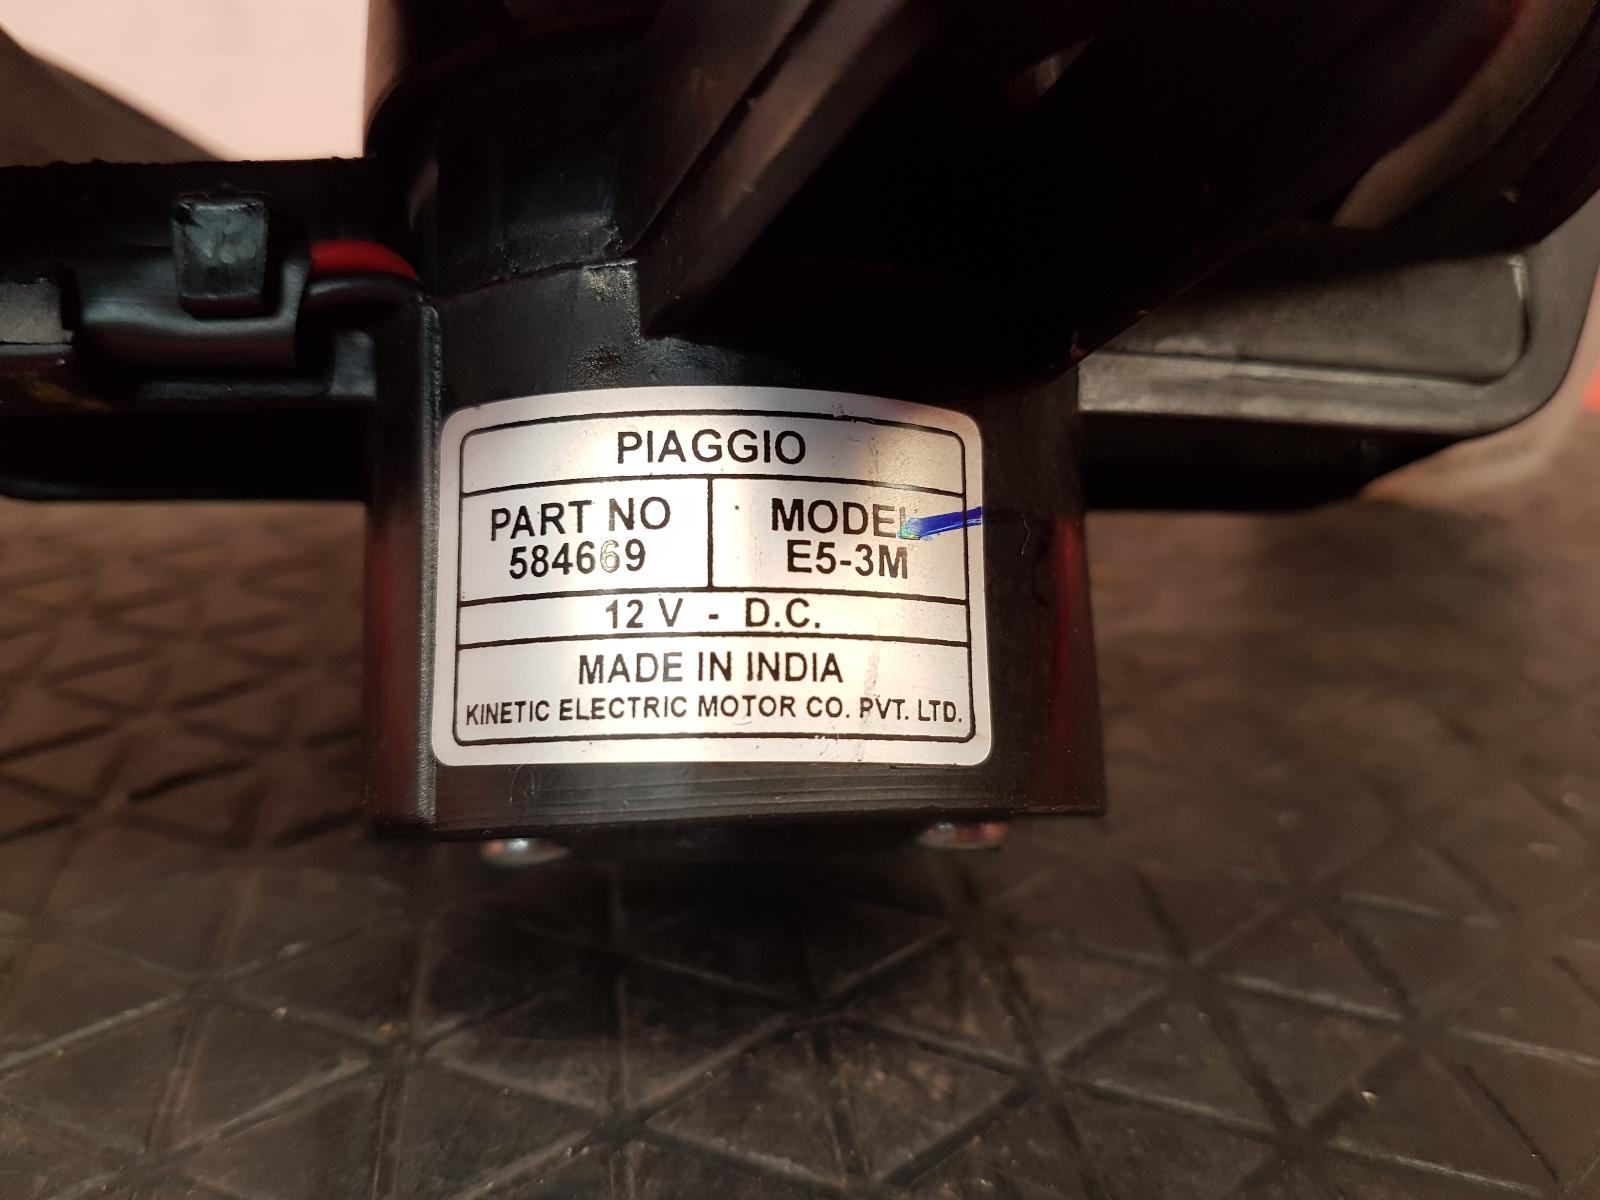 PIAGGIO
PART NO
584669
MODEL
E5-3M
12 V - D.C.
MADE IN INDIA
KINETIC ELECTRIC MOTOR CO. PVT. LTD.